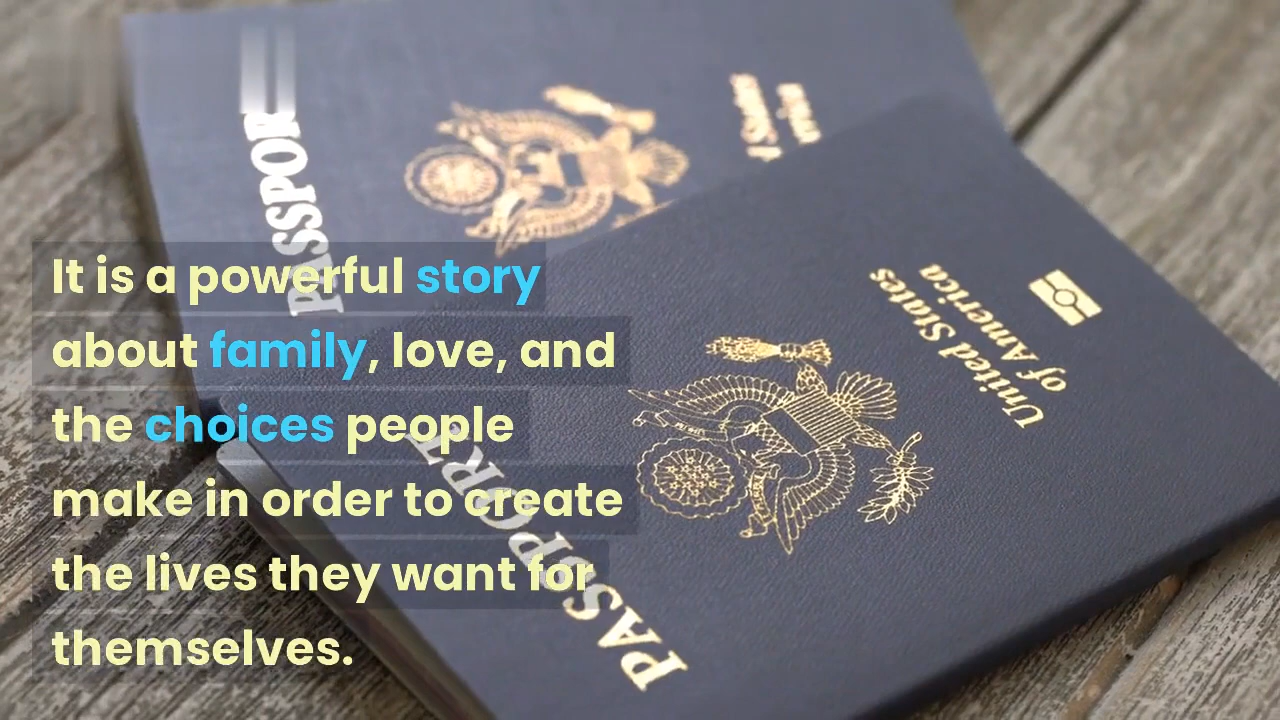 It is a powerful story
about family, love, and
the choices people
make in order to create
the lives they want for
themselves.
PASSPOR
PASSPORT
United States
of America